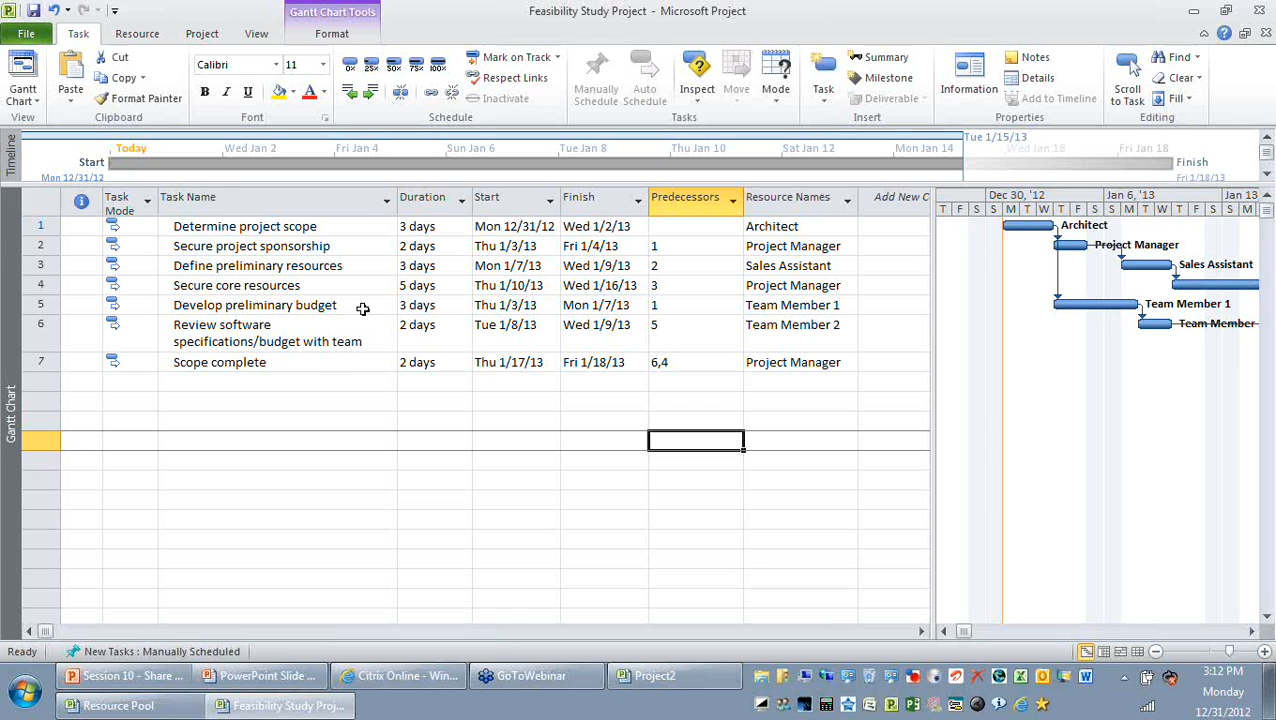 Gantt Chart Tools
Feasibility Study Project - Microsoft Project
File Task Resource Project View Format
Gantt Chart
View
Paste
Cut
Copy
Format Painter
Clipboard
Calibri 11
B I U A
Font
0% 25% 50% 75% 100%
Mark on Track
Respect Links
Inactivate
Schedule
Manually Schedule
Auto Schedule
Inspect
Move
Mode
Tasks
Task
Summary
Milestone
Deliverable
Insert
Information
Notes
Details
Add to Timeline
Properties
Scroll to Task
Find
Clear
Fill
Editing
Timeline
Tue 1/15/13
Today Wed Jan 2 Fri Jan 4 Sun Jan 6 Tue Jan 8 Thu Jan 10 Sat Jan 12 Mon Jan 14 Wed Jan 16 Fri Jan 18
Start
Mon 12/31/12
Finish
Fri 1/18/13
Gantt Chart
Task Mode Task Name Duration Start Finish Predecessors Resource Names Add New C
1 Determine project scope 3 days Mon 12/31/12 Wed 1/2/13 Architect
2 Secure project sponsorship 2 days Thu 1/3/13 Fri 1/4/13 1 Project Manager
3 Define preliminary resources 3 days Mon 1/7/13 Wed 1/9/13 2 Sales Assistant
4 Secure core resources 5 days Thu 1/10/13 Wed 1/16/13 3 Project Manager
5 Develop preliminary budget 3 days Thu 1/3/13 Mon 1/7/13 1 Team Member 1
6 Review software specifications/budget with team 2 days Tue 1/8/13 Wed 1/9/13 5 Team Member 2
7 Scope complete 2 days Thu 1/17/13 Fri 1/18/13 6,4 Project Manager
Dec 30, '12 Jan 6, '13 Jan 13
T F S S M T W T F S S M T W T F S S M
Architect
Project Manager
Sales Assistant
Team Member 1
Team Member
Ready New Tasks : Manually Scheduled
Session 10 - Share ... PowerPoint Slide ... Citrix Online - Win... GoToWebinar Project2
Resource Pool Feasibility Study Proj...
3:12 PM
Monday
12/31/2012